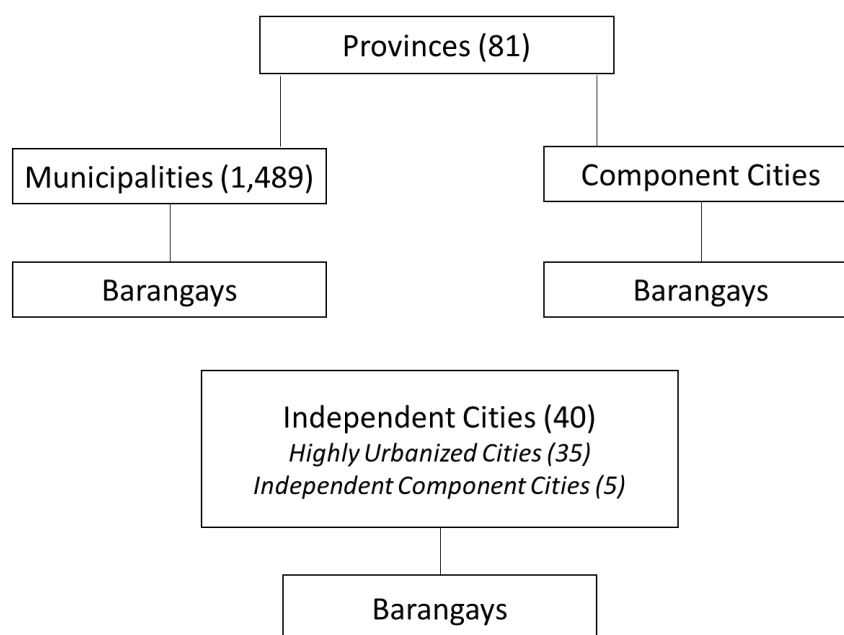 Provinces (81)
Municipalities (1,489)
Component Cities
Barangays
Barangays
Independent Cities (40)
Highly Urbanized Cities (35)
Independent Component Cities (5)
Barangays